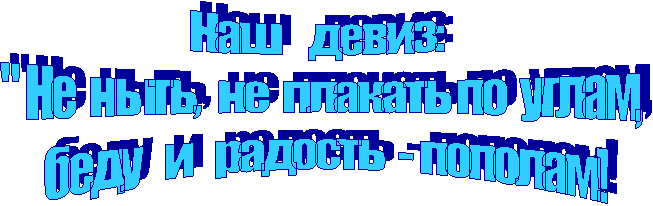 Наш девиз:
" Не ныть, не плакать по углам,
беду и радость - пополам!